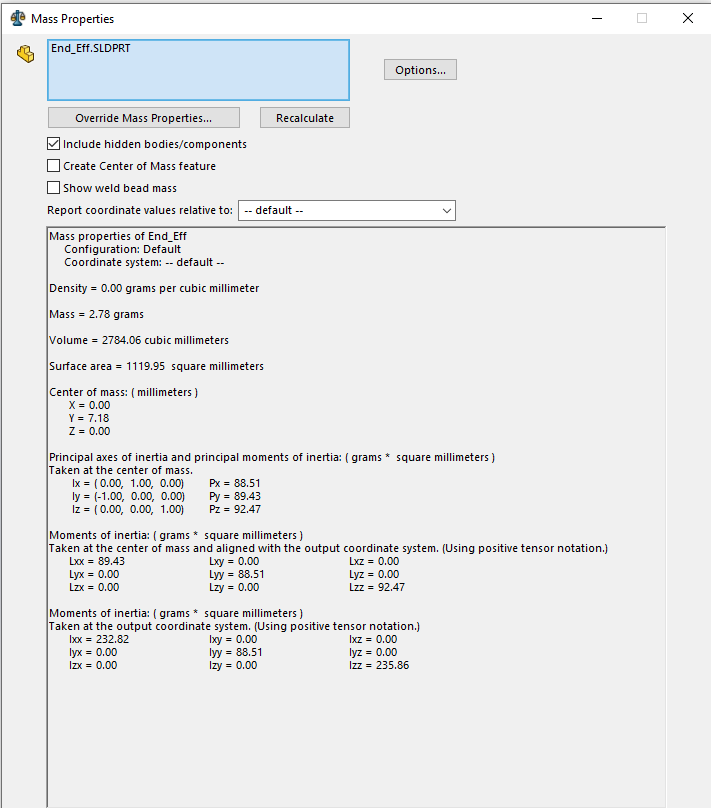 Mass Properties
End_Eff.SLDPRT
Options...
Override Mass Properties...
Recalculate
Include hidden bodies/components
Create Center of Mass feature
Show weld bead mass
Report coordinate values relative to: -- default --
Mass properties of End_Eff
Configuration: Default
Coordinate system: -- default --
Density = 0.00 grams per cubic millimeter
Mass = 2.78 grams
Volume = 2784.06 cubic millimeters
Surface area = 1119.95 square millimeters
Center of mass: ( millimeters )
X = 0.00
Y = 7.18
Z = 0.00
Principal axes of inertia and principal moments of inertia: ( grams * square millimeters )
Taken at the center of mass.
Ix = ( 0.00, 1.00, 0.00) Px = 88.51
Iy = (-1.00, 0.00, 0.00) Py = 89.43
Iz = ( 0.00, 0.00, 1.00) Pz = 92.47
Moments of inertia: ( grams * square millimeters )
Taken at the center of mass and aligned with the output coordinate system. (Using positive tensor notation.)
Lxx = 89.43 Lxy = 0.00 Lxz = 0.00
Lyx = 0.00 Lyy = 88.51 Lyz = 0.00
Lzx = 0.00 Lzy = 0.00 Lzz = 92.47
Moments of inertia: ( grams * square millimeters )
Taken at the output coordinate system. (Using positive tensor notation.)
Ixx = 232.82 Ixy = 0.00 Ixz = 0.00
Iyx = 0.00 Iyy = 88.51 Iyz = 0.00
Izx = 0.00 Izy = 0.00 Izz = 235.86